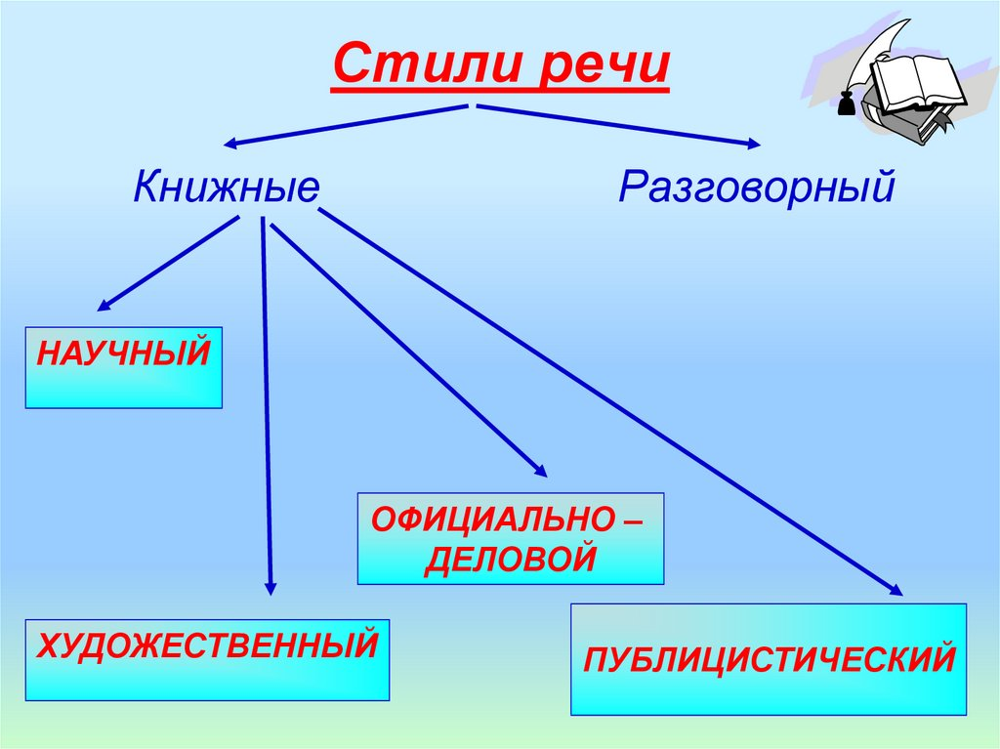 Стили речи
Книжные
Разговорный
НАУЧНЫЙ
ОФИЦИАЛЬНО –
ДЕЛОВОЙ
ХУДОЖЕСТВЕННЫЙ
ПУБЛИЦИСТИЧЕСКИЙ